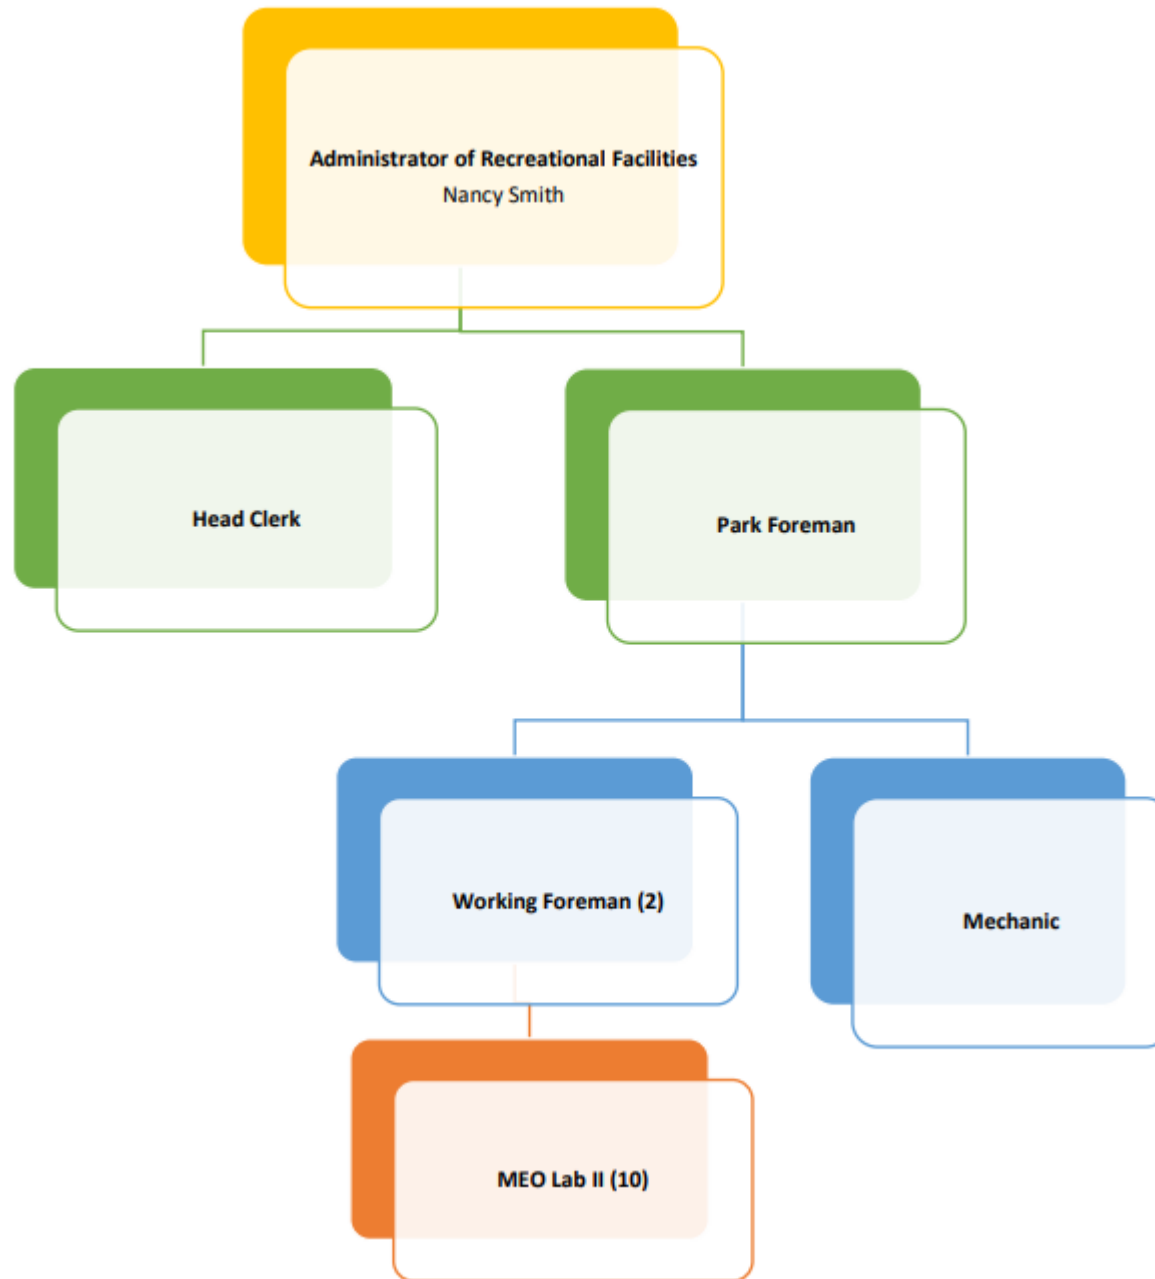 Administrator of Recreational Facilities
Nancy Smith
Head Clerk
Park Foreman
Working Foreman (2)
Mechanic
MEO Lab II (10)